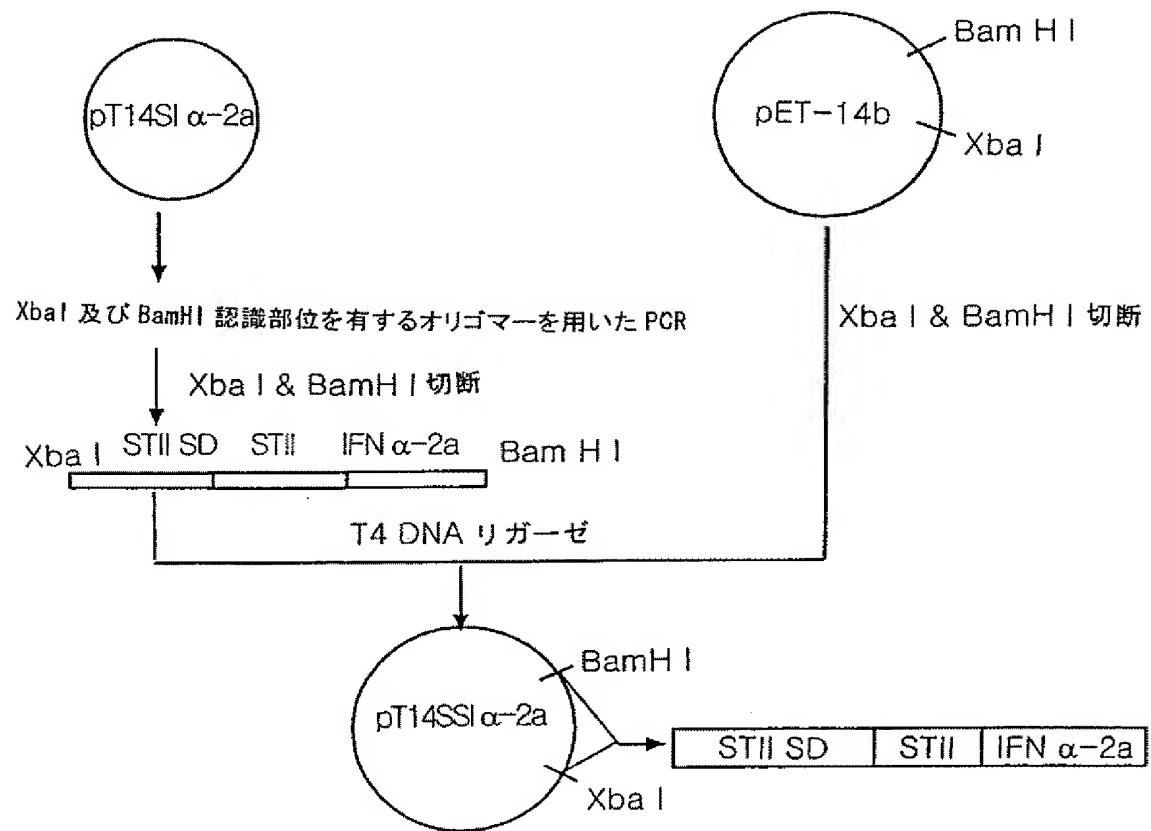 Bam H I
pT14SI α-2a
pET-14b
Xba I
XbaI 及び BamHI 認識部位を有するオリゴマーを用いた PCR
Xba I & BamH I 切断
Xba I & BamH I 切断
Xba I STII SD STII IFN α-2a Bam H I
T4 DNA リガーゼ
BamH I
pT14SSI α-2a
STII SD STII IFN α-2a
Xba I